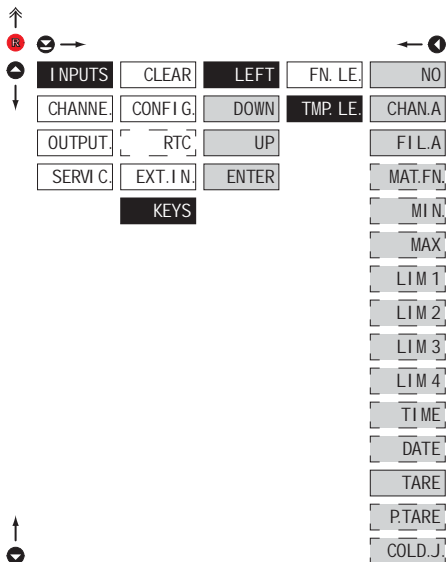 R
INPUTS CLEAR LEFT FN. LE. NO
CHANNE. CONFIG. DOWN TMP. LE. CHAN.A
OUTPUT. RTC UP FIL.A
SERVIC. EXT.IN. ENTER MAT.FN.
KEYS MIN.
MAX
LIM 1
LIM 2
LIM 3
LIM 4
TIME
DATE
TARE
P.TARE
COLD.J.